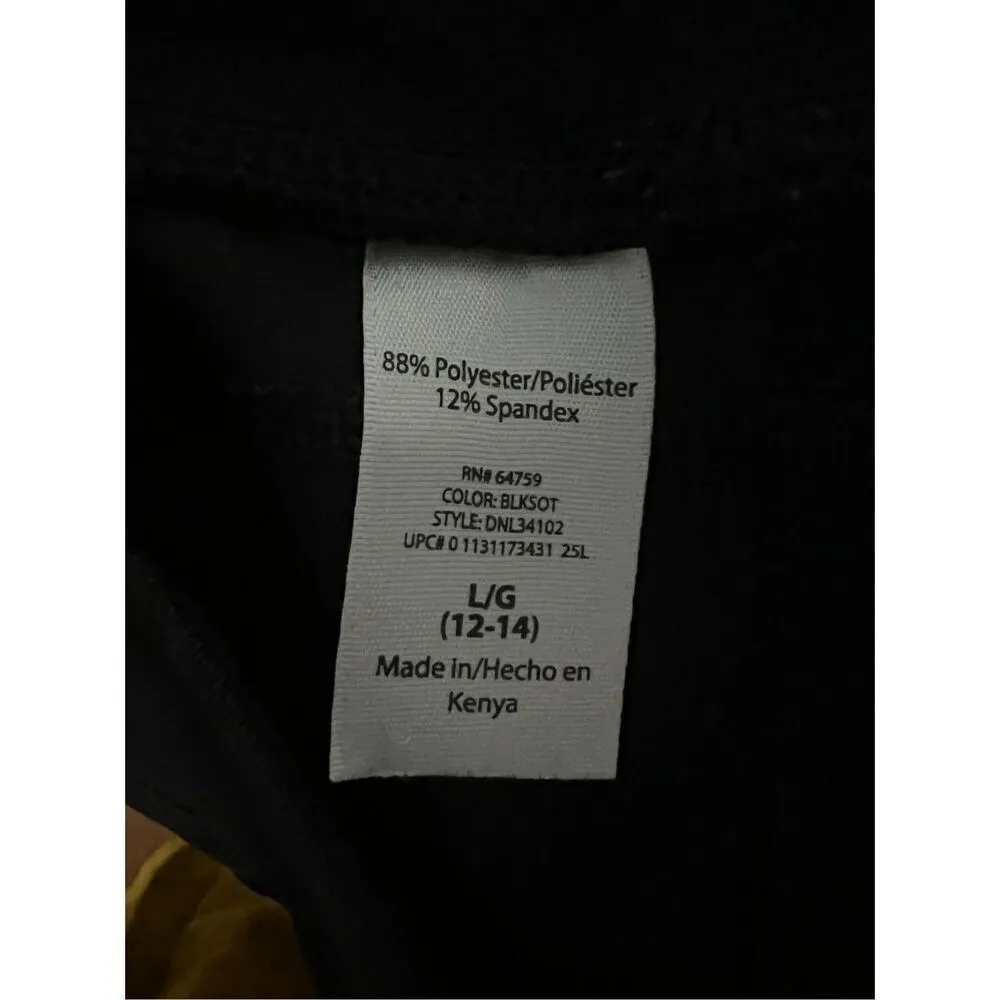 88% Polyester/Poliéster
12% Spandex
RN# 64759
COLOR: BLKSOT
STYLE: DNL34102
UPC# 0 1131173431 25L
L/G
(12-14)
Made in/Hecho en
Kenya